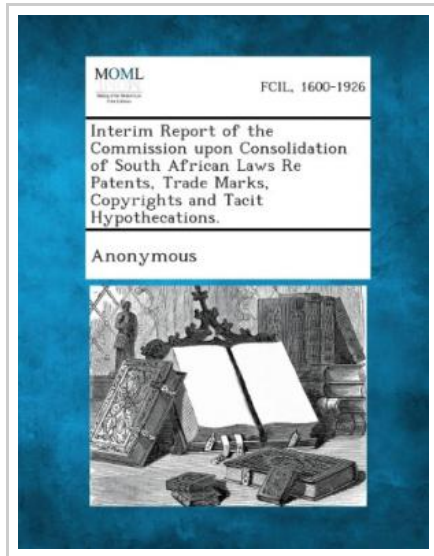 MOML
FCIL, 1600-1926
Interim Report of the
Commission upon Consolidation
of South African Laws Re
Patents, Trade Marks,
Copyrights and Tacit
Hypothecations.
Anonymous